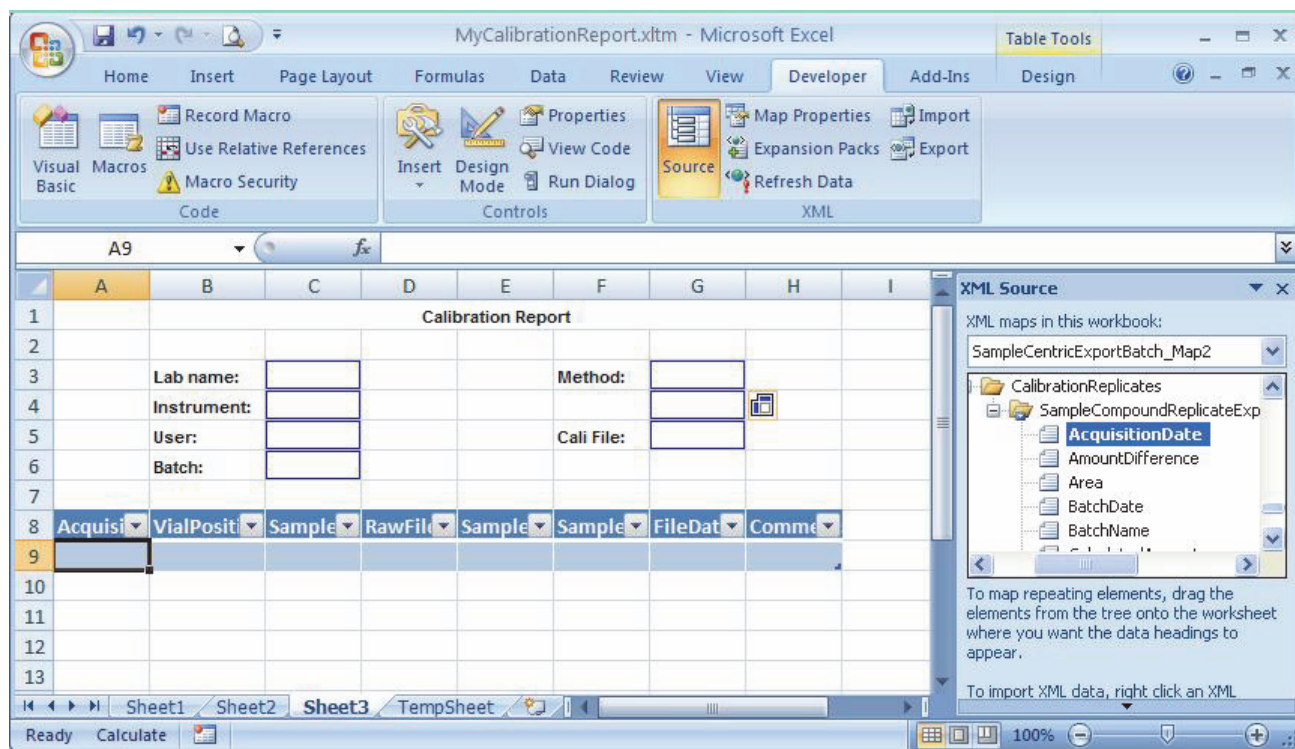 MyCalibrationReport.xltm - Microsoft Excel
Table Tools
Home Insert Page Layout Formulas Data Review View Developer Add-Ins Design
Visual Basic
Macros
Record Macro
Use Relative References
Macro Security
Code
Insert
Design Mode
Properties
View Code
Run Dialog
Controls
Source
Map Properties
Expansion Packs
Refresh Data
Import
Export
XML
A9 fx
A B C D E F G H I
1 Calibration Report
2
3 Lab name: Method:
4 Instrument:
5 User: Cali File:
6 Batch:
7
8 Acquisi VialPositi Sample RawFil Sample Sample FileDat Comme
9
10
11
12
13
XML Source
XML maps in this workbook:
SampleCentricExportBatch_Map2
CalibrationReplicates
SampleCompoundReplicateExp
AcquisitionDate
AmountDifference
Area
BatchDate
BatchName
To map repeating elements, drag the
elements from the tree onto the worksheet
where you want the data headings to
appear.
To import XML data, right click an XML
Sheet1 Sheet2 Sheet3 TempSheet
Ready Calculate 100%